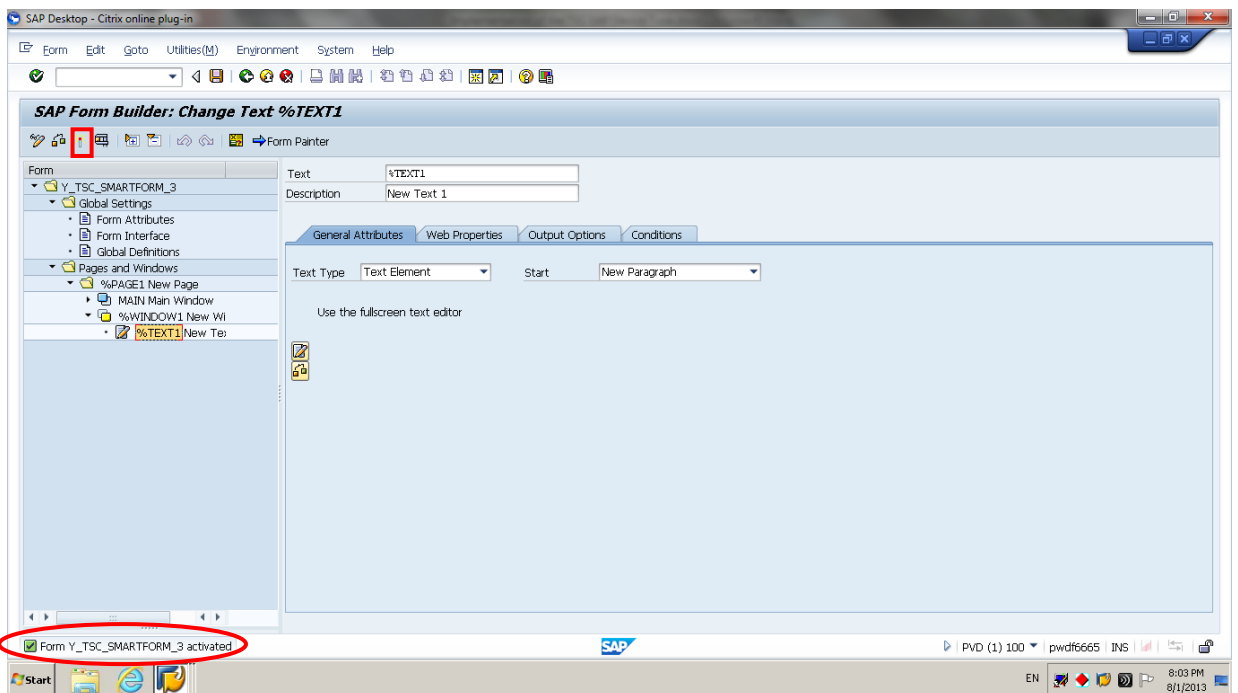 SAP Desktop - Citrix online plug-in
Form Edit Goto Utilities(M) Environment System Help
SAP Form Builder: Change Text %TEXT1
Form Painter
Form
Y_TSC_SMARTFORM_3
Global Settings
Form Attributes
Form Interface
Global Definitions
Pages and Windows
%PAGE1 New Page
MAIN Main Window
%WINDOW1 New Wi
%TEXT1 New Te
Text %TEXT1
Description New Text 1
General Attributes Web Properties Output Options Conditions
Text Type Text Element Start New Paragraph
Use the fullscreen text editor
Form Y_TSC_SMARTFORM_3 activated
SAP
PVD (1) 100 pwdf6665 INS
Start
EN
8:03 PM
8/1/2013